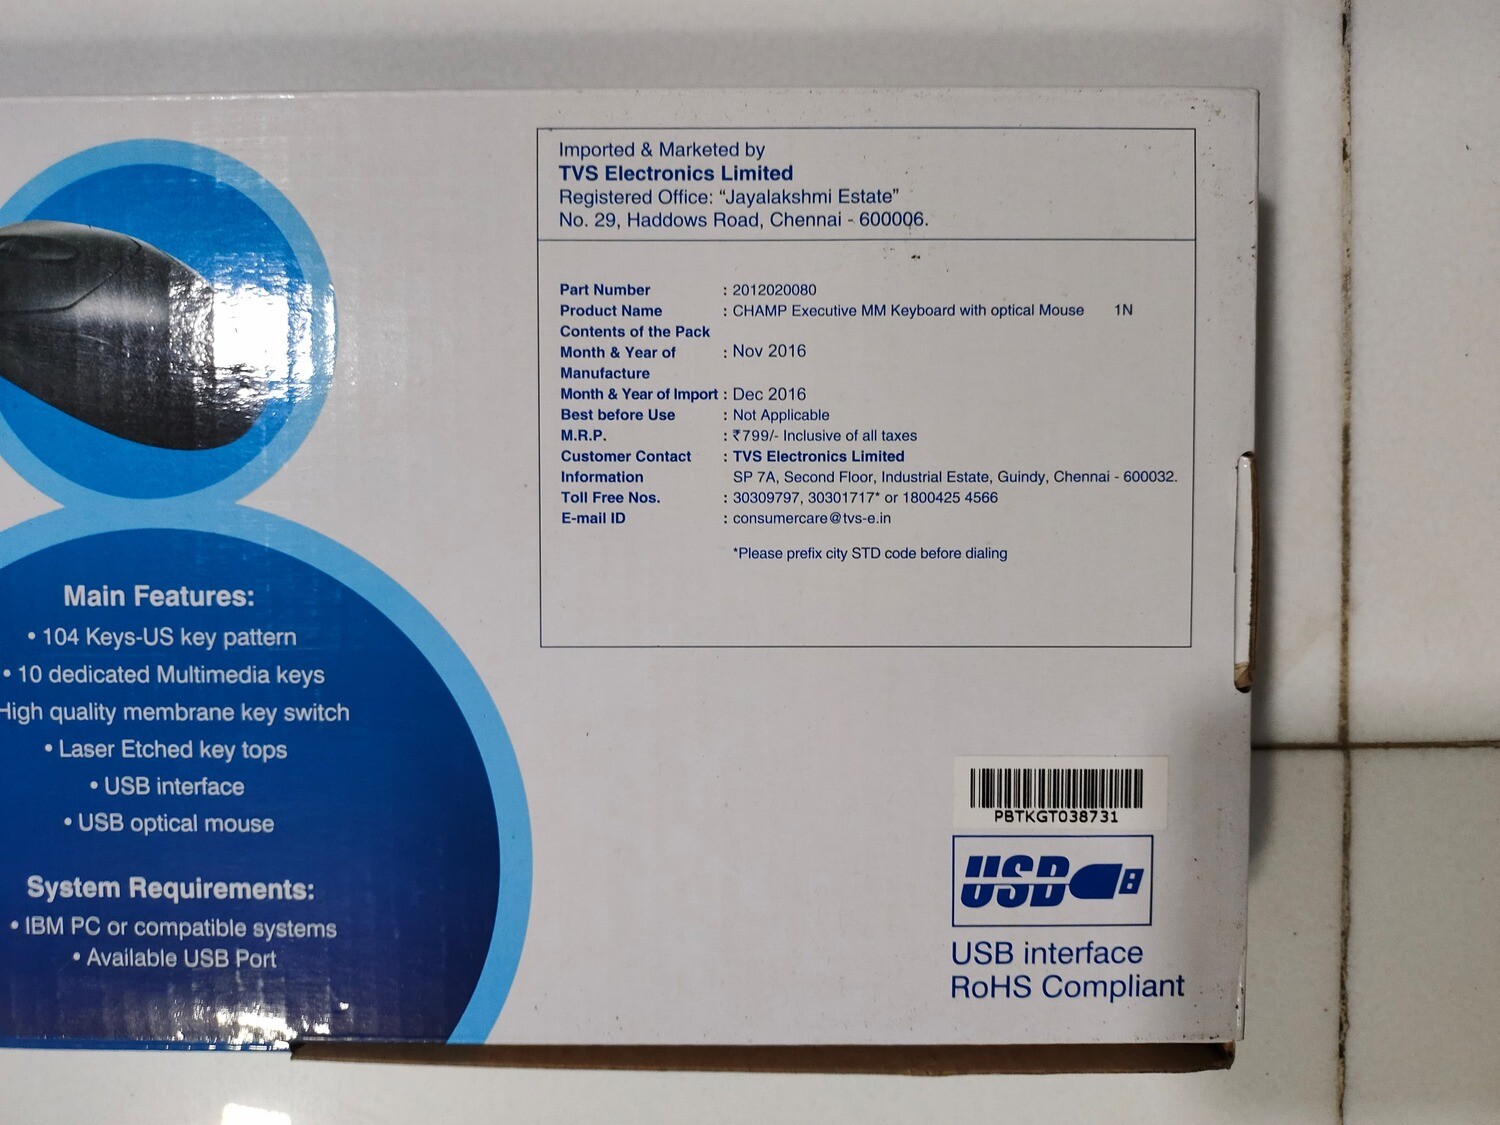 Imported & Marketed by
TVS Electronics Limited
Registered Office: “Jayalakshmi Estate”
No. 29, Haddows Road, Chennai - 600006.
Part Number : 2012020080
Product Name : CHAMP Executive MM Keyboard with optical Mouse 1N
Contents of the Pack
Month & Year of : Nov 2016
Manufacture
Month & Year of Import : Dec 2016
Best before Use : Not Applicable
M.R.P. : ₹799/- Inclusive of all taxes
Customer Contact : TVS Electronics Limited
Information SP 7A, Second Floor, Industrial Estate, Guindy, Chennai - 600032.
Toll Free Nos. : 30309797, 30301717* or 1800425 4566
E-mail ID : consumercare@tvs-e.in
*Please prefix city STD code before dialing
Main Features:
• 104 Keys-US key pattern
• 10 dedicated Multimedia keys
High quality membrane key switch
• Laser Etched key tops
• USB interface
• USB optical mouse
System Requirements:
• IBM PC or compatible systems
• Available USB Port
PBTKGT038731
USB
USB interface
RoHS Compliant